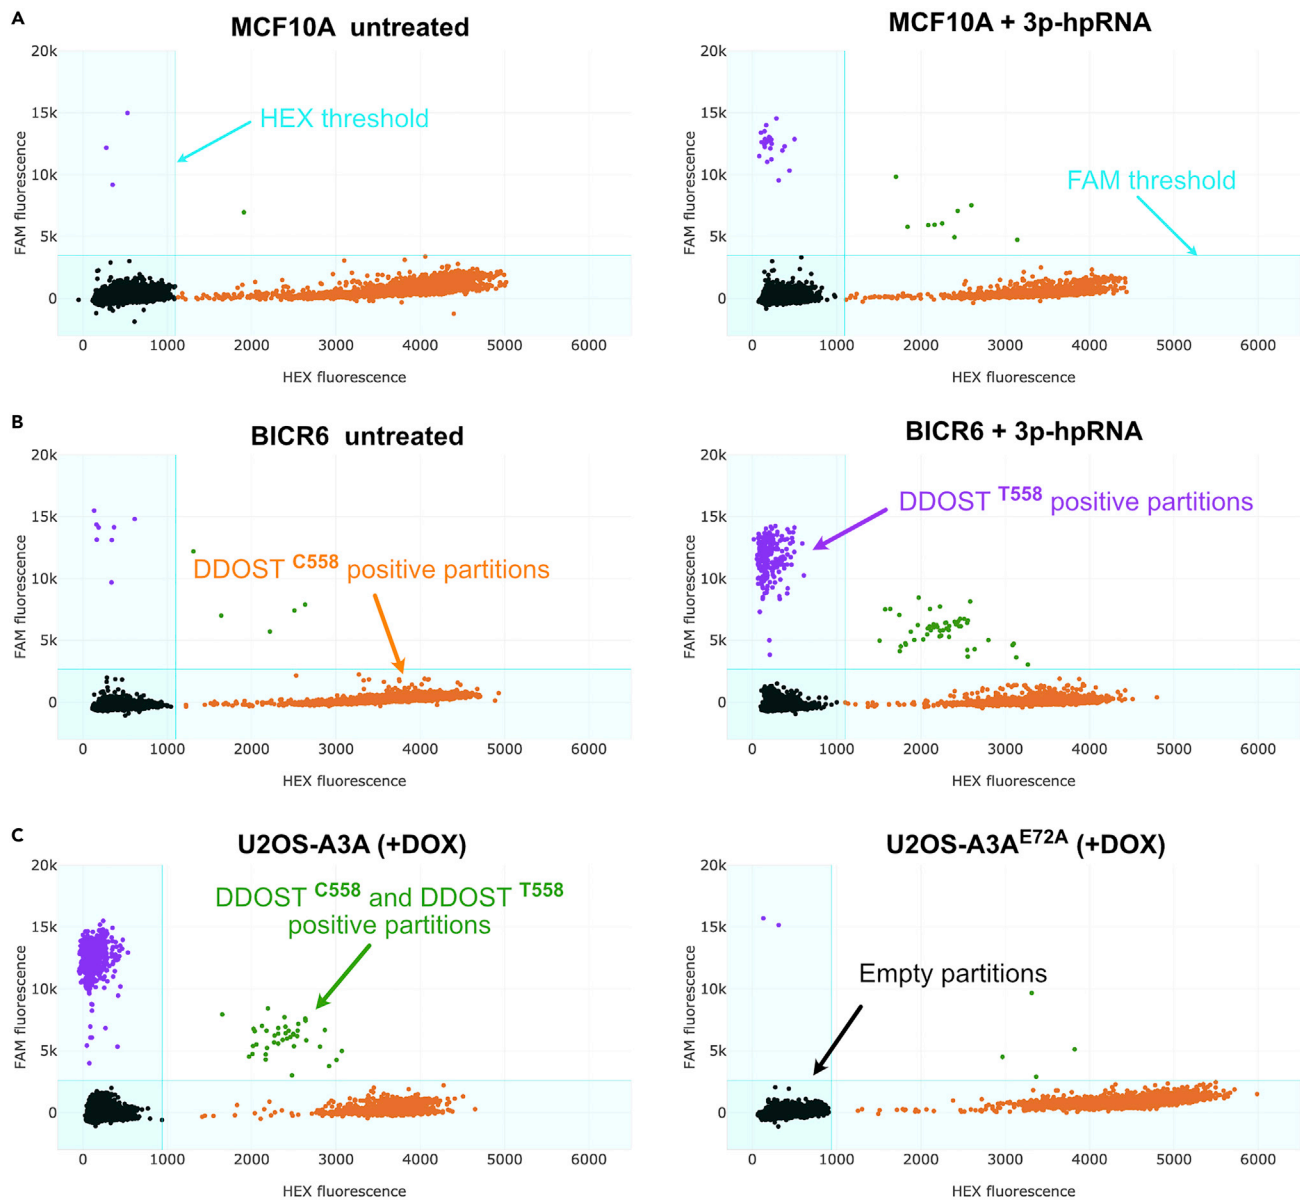 A
MCF10A untreated
20k
15k
10k
5k
0
FAM fluorescence
HEX threshold
0 1000 2000 3000 4000 5000 6000
HEX fluorescence
MCF10A + 3p-hpRNA
20k
15k
10k
5k
0
FAM fluorescence
FAM threshold
0 1000 2000 3000 4000 5000 6000
HEX fluorescence
B
BICR6 untreated
20k
15k
10k
5k
0
FAM fluorescence
DDOST C558 positive partitions
0 1000 2000 3000 4000 5000 6000
HEX fluorescence
BICR6 + 3p-hpRNA
20k
15k
10k
5k
0
FAM fluorescence
DDOST T558 positive partitions
0 1000 2000 3000 4000 5000 6000
HEX fluorescence
C
U2OS-A3A (+DOX)
20k
15k
10k
5k
0
FAM fluorescence
DDOST C558 and DDOST T558
positive partitions
0 1000 2000 3000 4000 5000 6000
HEX fluorescence
U2OS-A3AE72A (+DOX)
20k
15k
10k
5k
0
FAM fluorescence
Empty partitions
0 1000 2000 3000 4000 5000 6000
HEX fluorescence